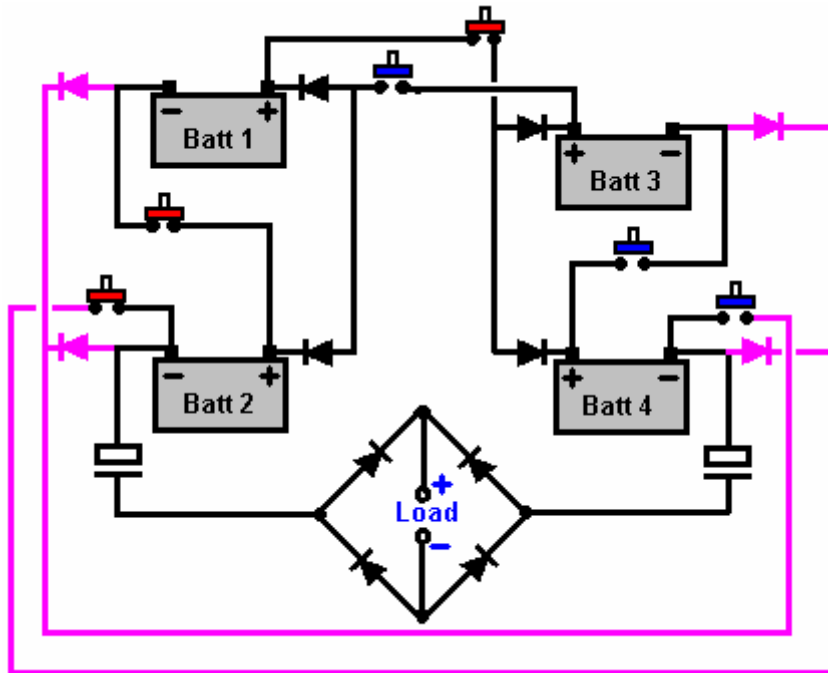 - +
Batt 1
+ -
Batt 3
- +
Batt 2
+ -
Batt 4
+
Load
-